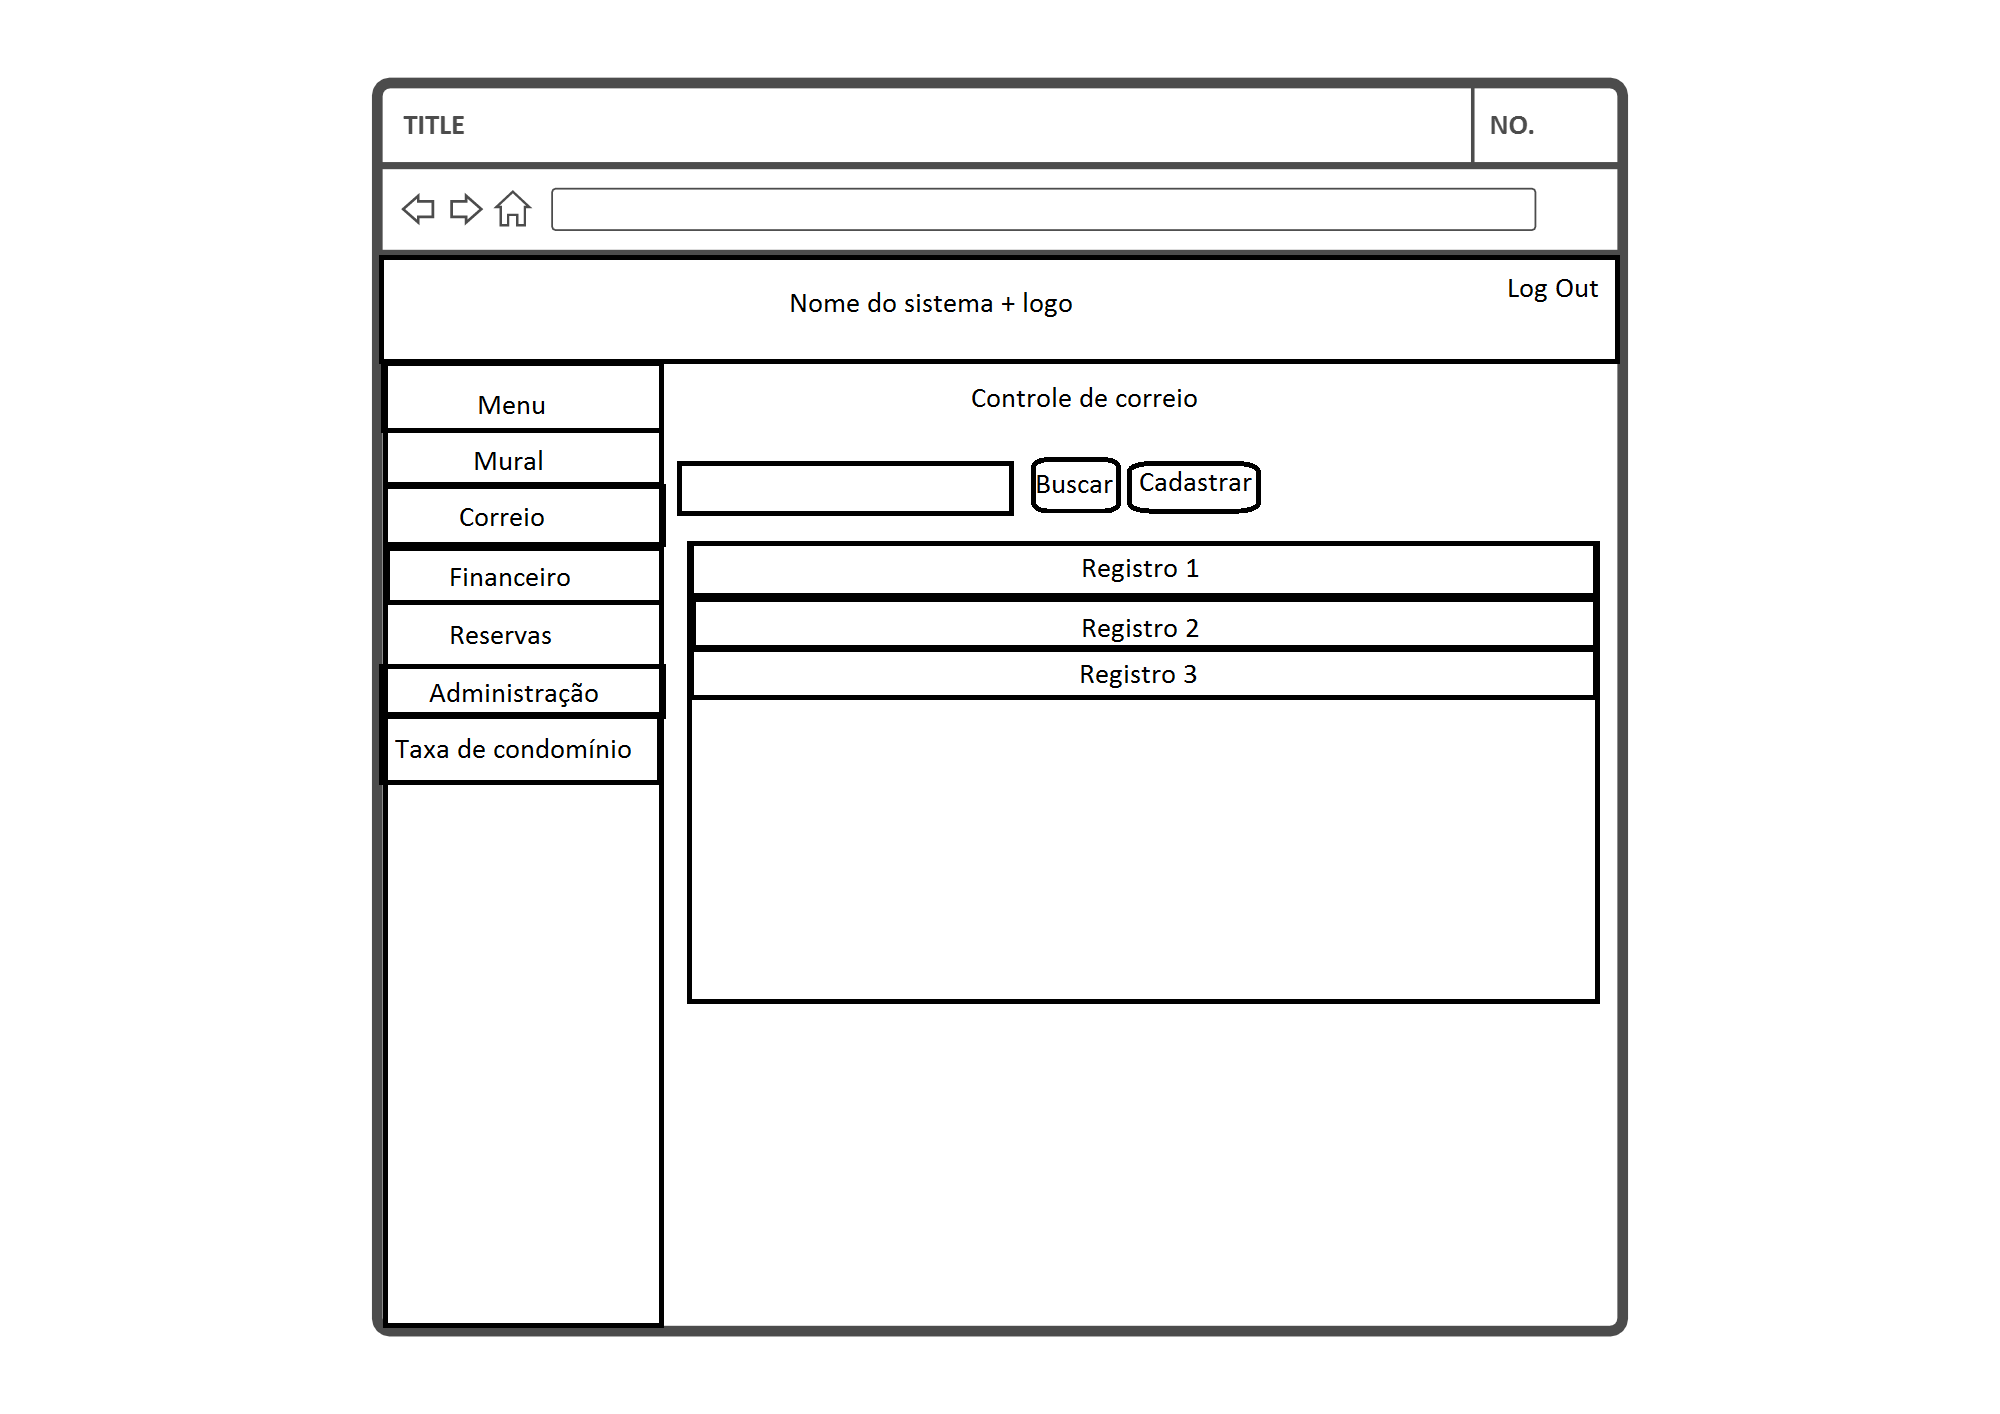 TITLE
NO.
Nome do sistema + logo
Log Out
Menu
Mural
Correio
Financeiro
Reservas
Administração
Taxa de condomínio
Controle de correio
Buscar
Cadastrar
Registro 1
Registro 2
Registro 3